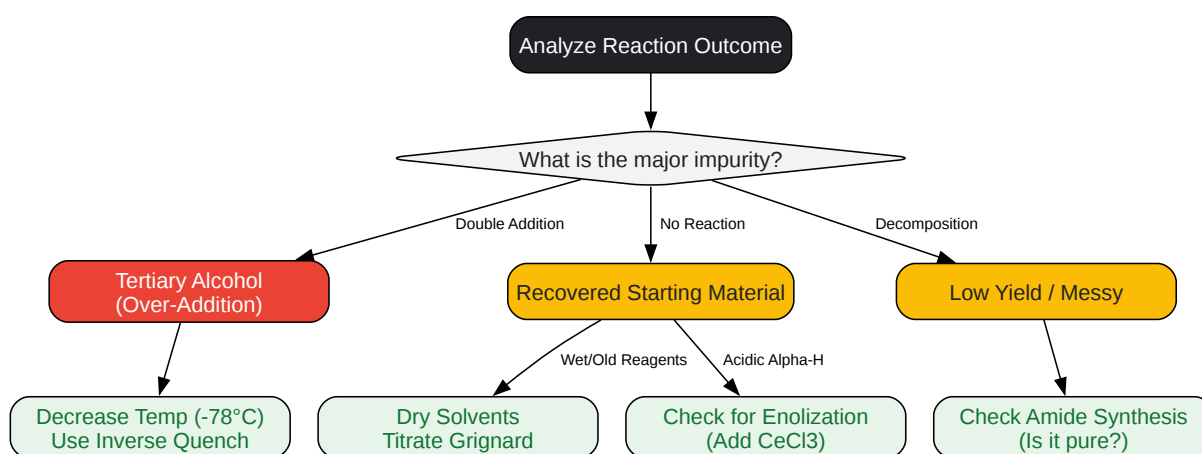 Analyze Reaction Outcome
What is the major impurity?
Double Addition
No Reaction
Decomposition
Tertiary Alcohol
(Over-Addition)
Recovered Starting Material
Low Yield / Messy
Wet/Old Reagents
Acidic Alpha-H
Decrease Temp (-78°C)
Use Inverse Quench
Dry Solvents
Titrate Grignard
Check for Enolization
(Add CeCl3)
Check Amide Synthesis
(Is it pure?)